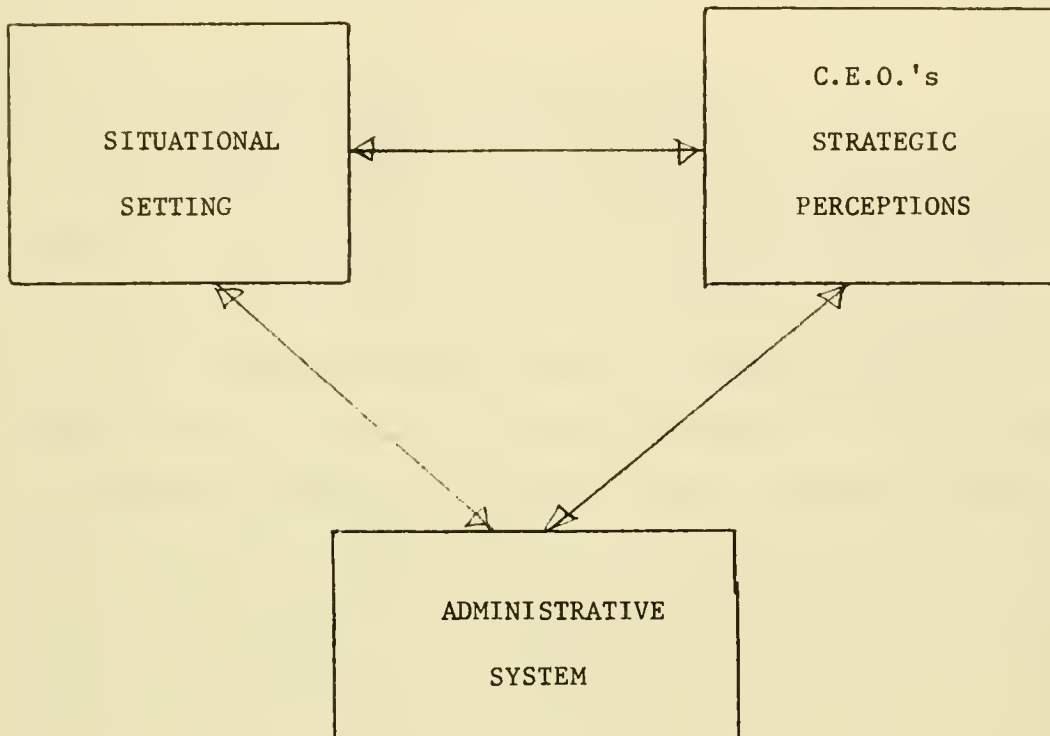 SITUATIONAL
SETTING
C.E.O.'s
STRATEGIC
PERCEPTIONS
ADMINISTRATIVE
SYSTEM